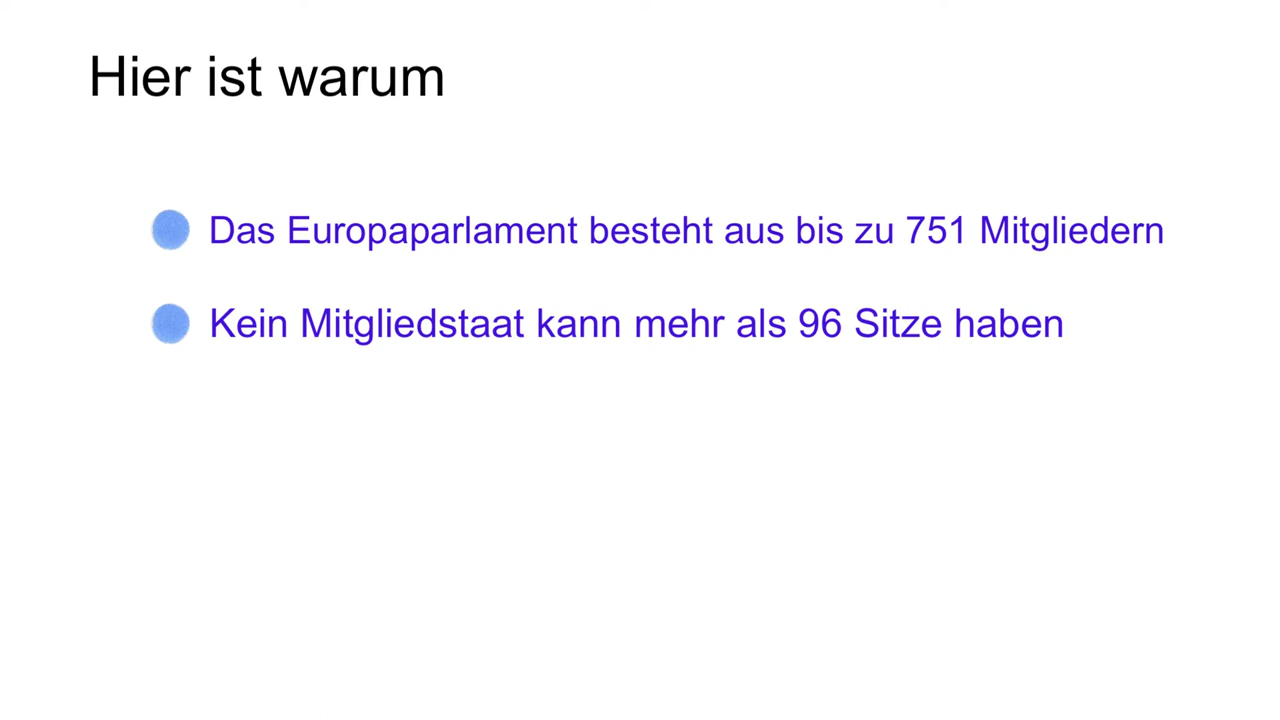 Hier ist warum
Das Europaparlament besteht aus bis zu 751 Mitgliedern
Kein Mitgliedstaat kann mehr als 96 Sitze haben